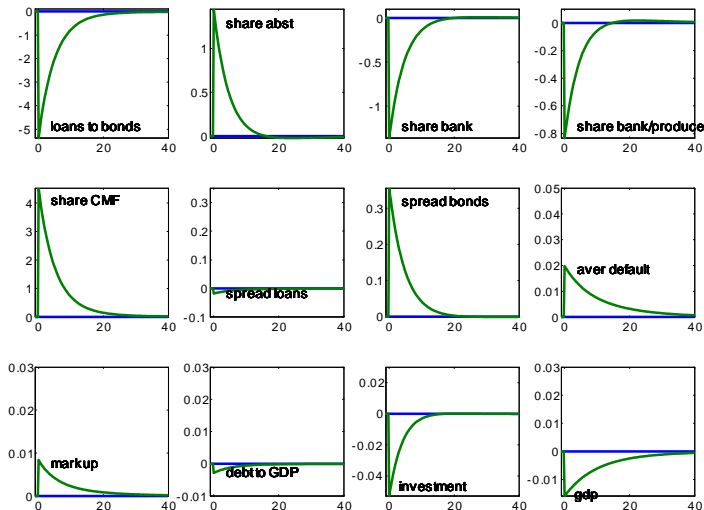 0
-1
-2
-3
-4
-5
loans to bonds
0 20 40
1
0.5
0
share abst
0 20 40
0
-0.5
-1
share bank
0 20 40
0
-0.2
-0.4
-0.6
-0.8
share bank/produce
0 20 40
4
3
2
1
0
share CMF
0 20 40
0.2
0.1
0
-0.1
spread loans
0 20 40
0.3
0.2
0.1
0
spread bonds
0 20 40
0.05
0.04
0.03
0.02
0.01
0
aver default
0 20 40
0.03
0.02
0.01
0
markup
0 20 40
0.03
0.02
0.01
0
-0.01
debt to GDP
0 20 40
0.02
0
-0.02
-0.04
investment
0 20 40
0.03
0.02
0.01
0
-0.01
gdp
0 20 40